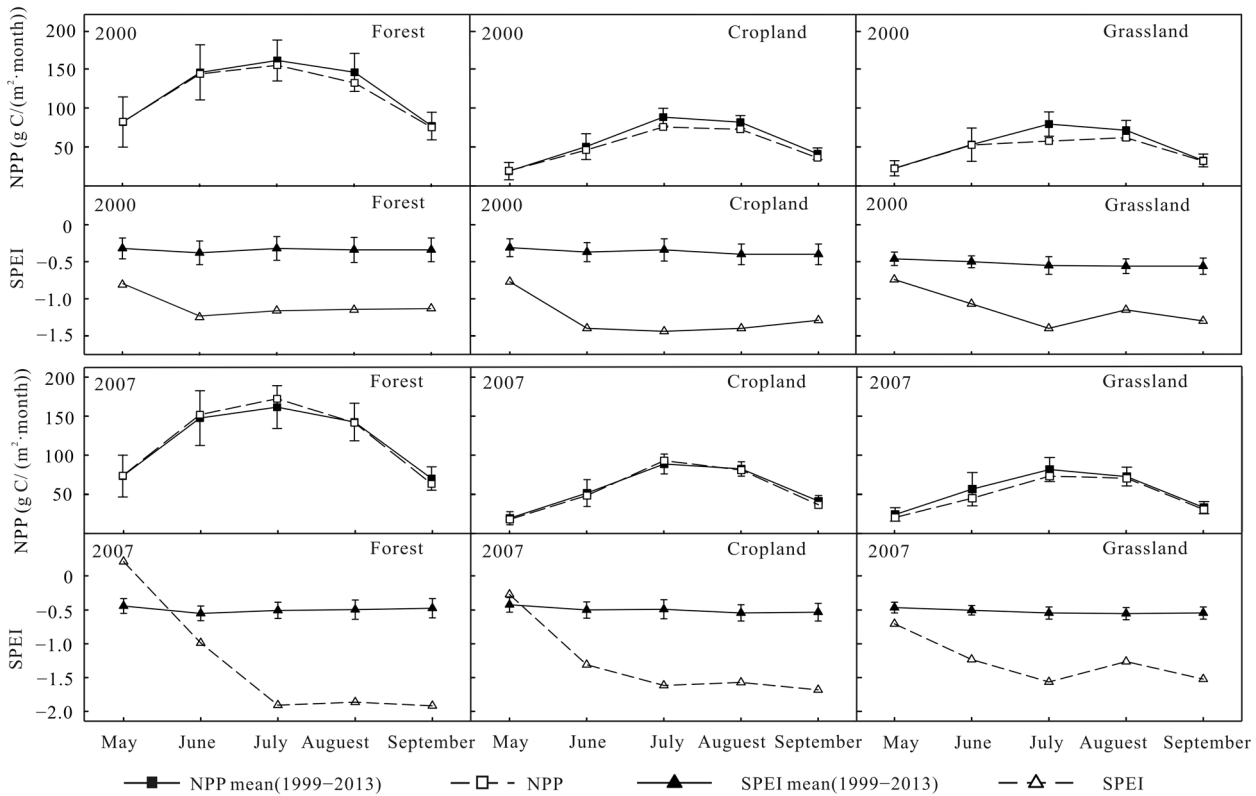 NPP (g C/(m²·month))
200
150
100
50
2000
Forest
2000
Cropland
2000
Grassland
SPEI
0
−0.5
−1.0
−1.5
2000
Forest
2000
Cropland
2000
Grassland
NPP (g C/ (m²·month))
200
150
100
50
2007
Forest
2007
Cropland
2007
Grassland
SPEI
0
−0.5
−1.0
−1.5
−2.0
2007
Forest
2007
Cropland
2007
Grassland
May June July Auguest September
May June July Auguest September
May June July Auguest September
NPP mean(1999−2013) NPP SPEI mean(1999−2013) SPEI